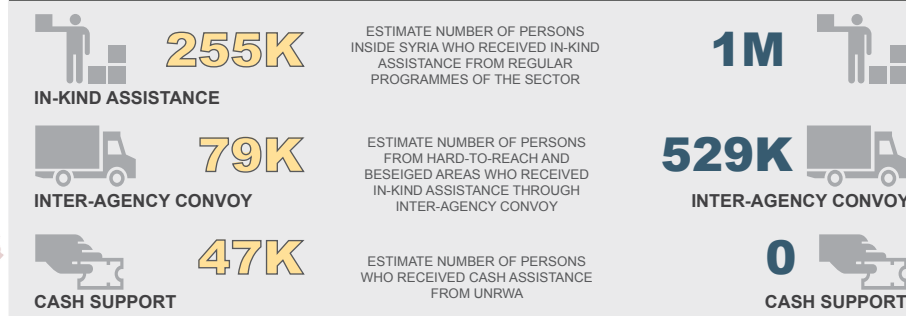 255K
ESTIMATE NUMBER OF PERSONS
INSIDE SYRIA WHO RECEIVED IN-KIND
ASSISTANCE FROM REGULAR
PROGRAMMES OF THE SECTOR
1M
IN-KIND ASSISTANCE
79K
ESTIMATE NUMBER OF PERSONS
FROM HARD-TO-REACH AND
BESEIGED AREAS WHO RECEIVED
IN-KIND ASSISTANCE THROUGH
INTER-AGENCY CONVOY
529K
INTER-AGENCY CONVOY
INTER-AGENCY CONVOY
47K
ESTIMATE NUMBER OF PERSONS
WHO RECEIVED CASH ASSISTANCE
FROM UNRWA
0
CASH SUPPORT
CASH SUPPORT